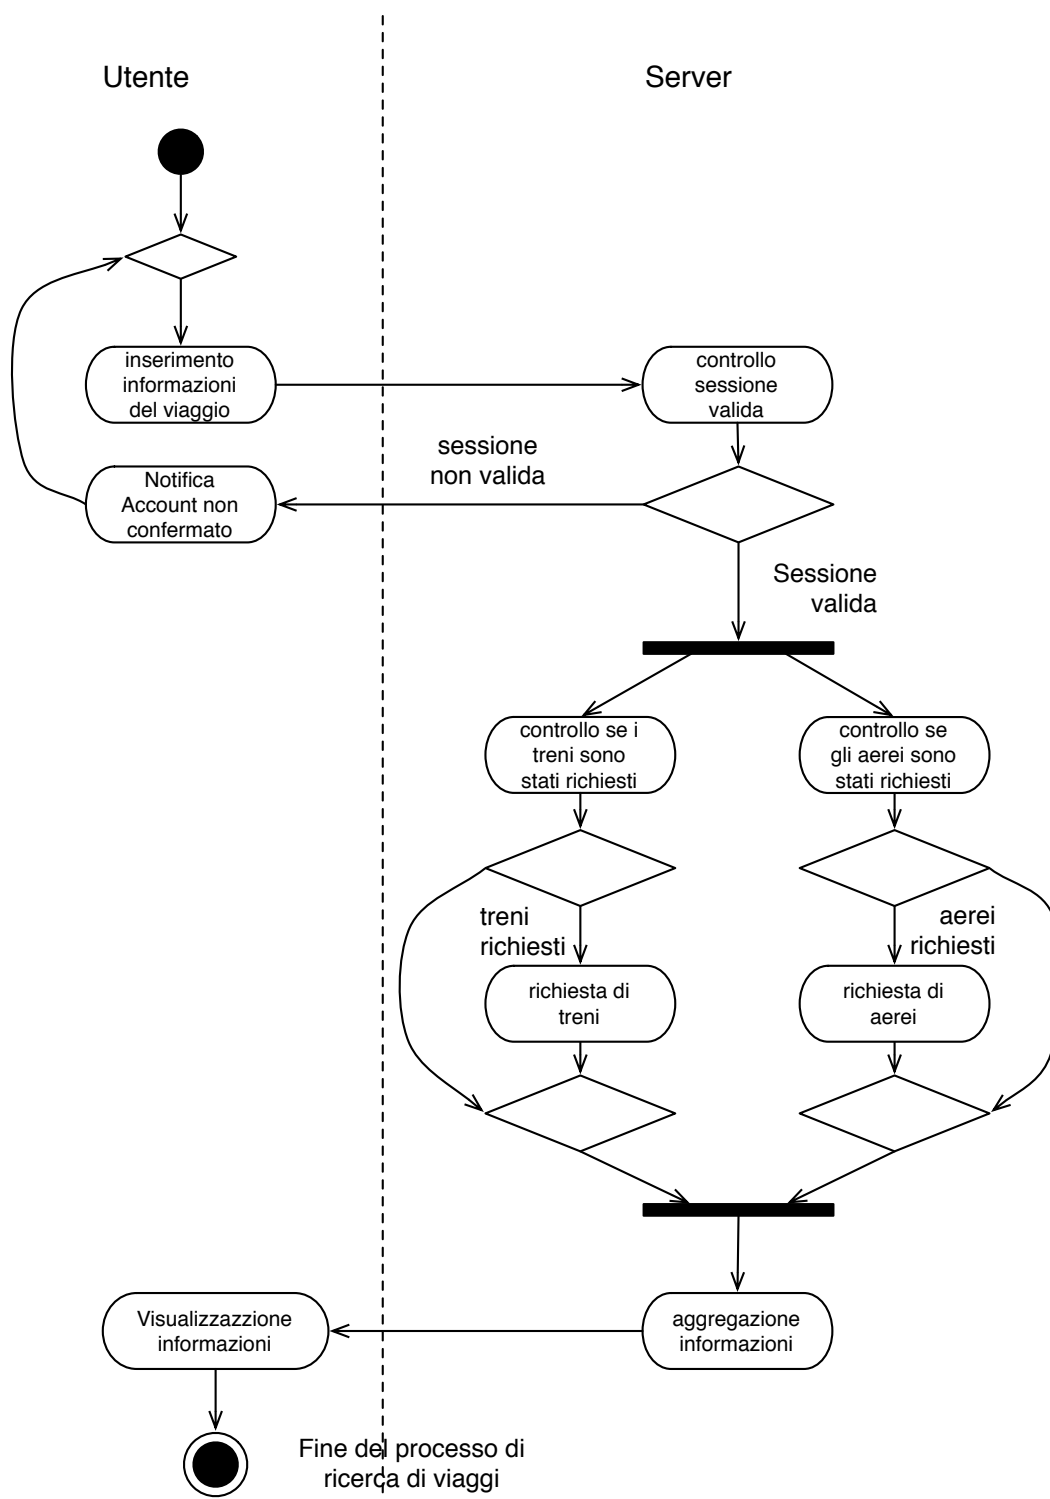 Utente
Server
inserimento
informazioni
del viaggio
controllo
sessione
valida
sessione
non valida
Notifica
Account non
confermato
Sessione
valida
controllo se i
treni sono
stati richiesti
controllo se
gli aerei sono
stati richiesti
treni
richiesti
aerei
richiesti
richiesta di
treni
richiesta di
aerei
Visualizzazzione
informazioni
aggregazione
informazioni
Fine del processo di
ricerca di viaggi